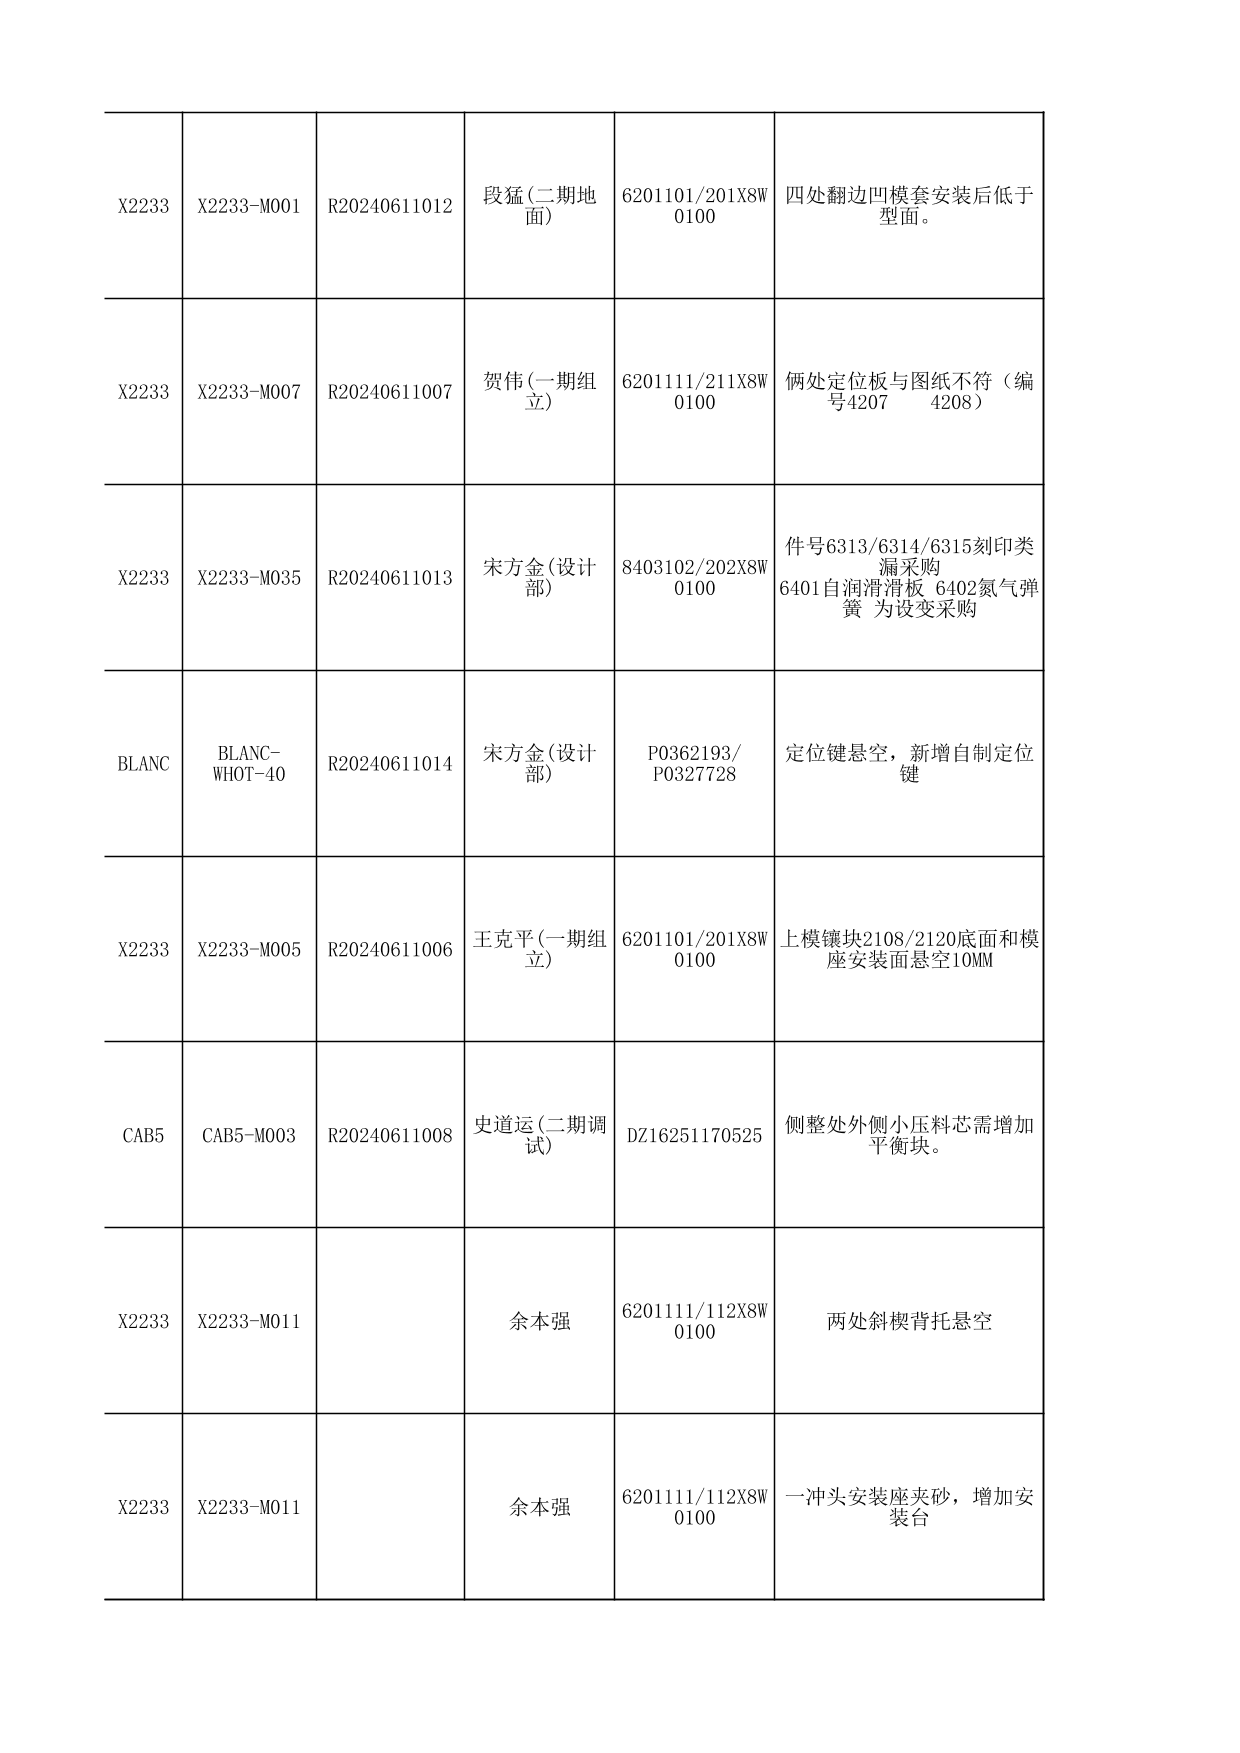 X2233
X2233-M001
R20240611012
段猛(二期地
面)
6201101/201X8W
0100
四处翻边凹模套安装后低于
型面。
X2233
X2233-M007
R20240611007
贺伟(一期组
立)
6201111/211X8W
0100
俩处定位板与图纸不符（编
号4207    4208）
X2233
X2233-M035
R20240611013
宋方金(设计
部)
8403102/202X8W
0100
件号6313/6314/6315刻印类
漏采购
6401自润滑滑板 6402氮气弹
簧 为设变采购
BLANC
BLANC-
WHOT-40
R20240611014
宋方金(设计
部)
P0362193/
P0327728
定位键悬空，新增自制定位
键
X2233
X2233-M005
R20240611006
王克平(一期组
立)
6201101/201X8W
0100
上模镶块2108/2120底面和模
座安装面悬空10MM
CAB5
CAB5-M003
R20240611008
史道运(二期调
试)
DZ16251170525
侧整处外侧小压料芯需增加
平衡块。
X2233
X2233-M011
余本强
6201111/112X8W
0100
两处斜楔背托悬空
X2233
X2233-M011
余本强
6201111/112X8W
0100
一冲头安装座夹砂，增加安
装台